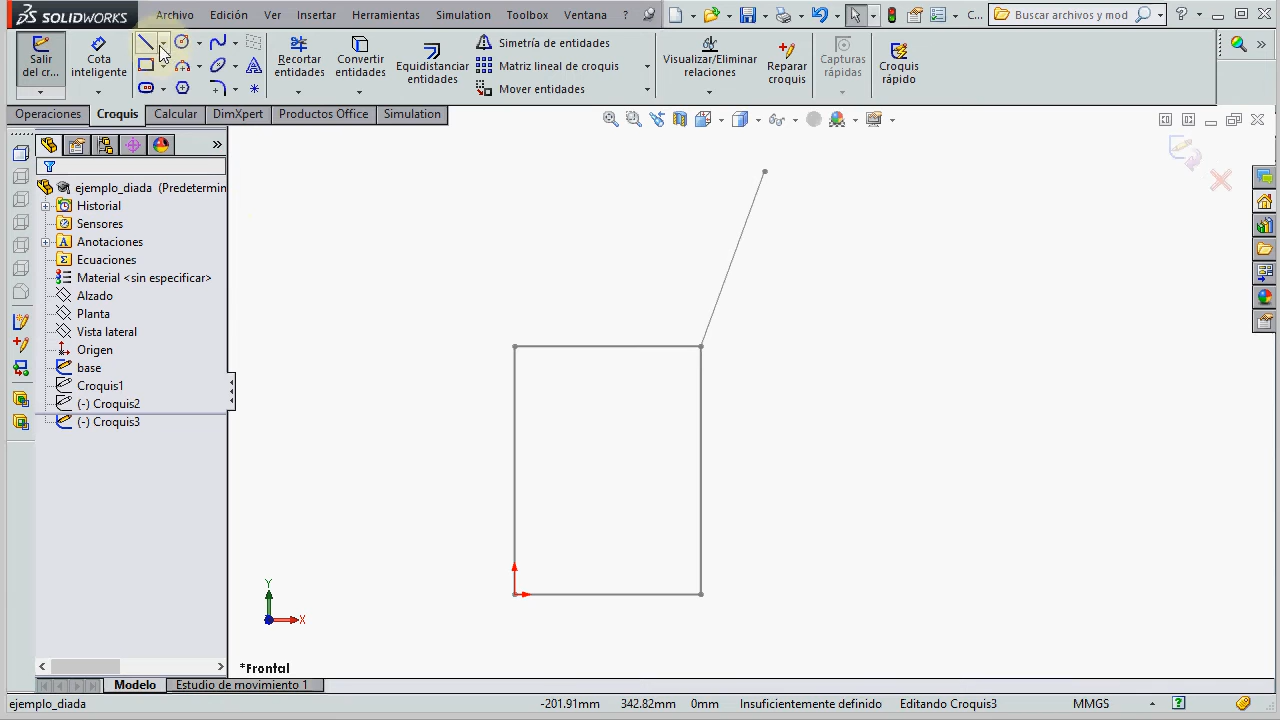 SOLIDWORKS
Archivo Edición Ver Insertar Herramientas Simulation Toolbox Ventana ? C... Buscar archivos y mod ?
Salir del cr...
Cota inteligente
Recortar entidades
Convertir entidades
Equidistanciar entidades
Simetría de entidades
Matriz lineal de croquis
Mover entidades
Visualizar/Eliminar relaciones
Reparar croquis
Capturas rápidas
Croquis rápido
Operaciones Croquis Calcular DimXpert Productos Office Simulation
»
ejemplo_diada (Predetermin
Historial
Sensores
Anotaciones
Ecuaciones
Material <sin especificar>
Alzado
Planta
Vista lateral
Origen
base
Croquis1
(-) Croquis2
(-) Croquis3
Y
X
*Frontal
Modelo Estudio de movimiento 1
ejemplo_diada -201.91mm 342.82mm 0mm Insuficientemente definido Editando Croquis3 MMGS ?